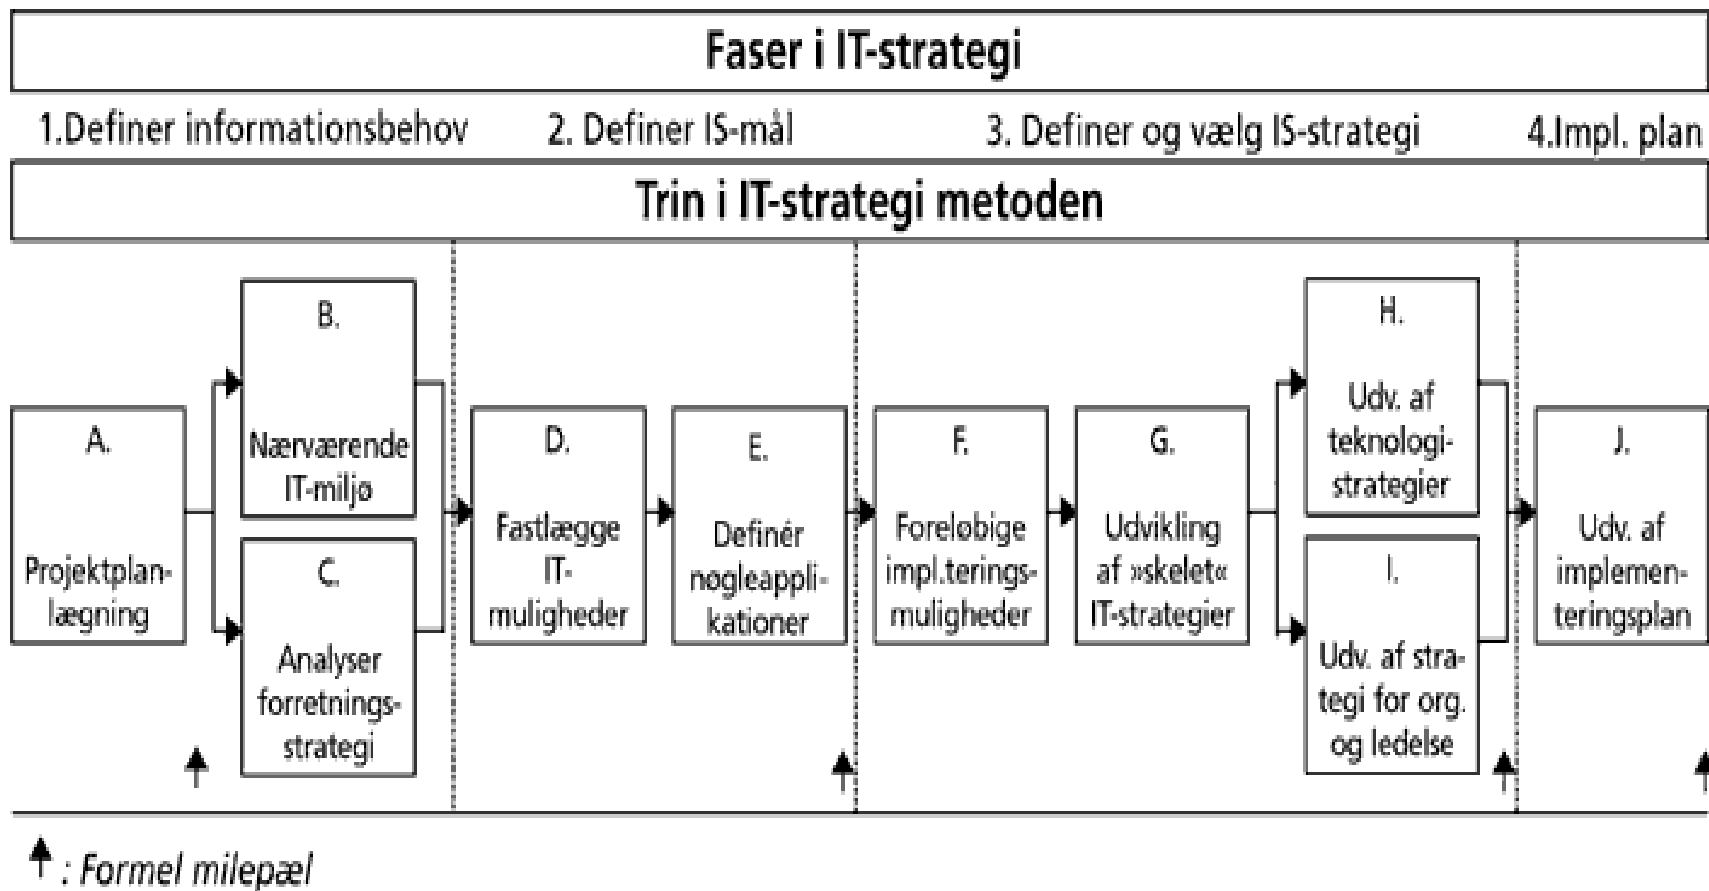 Faser i IT-strategi
1.Definer informationsbehov
2. Definer IS-mål
3. Definer og vælg IS-strategi
4.Impl. plan
Trin i IT-strategi metoden
A.
Projektplan-
lægning
B.
Nærværende
IT-miljø
C.
Analyser
forretnings-
strategi
D.
Fastlægge
IT-
muligheder
E.
Definér
nøgleappli-
kationer
F.
Foreløbige
impl.terings-
muligheder
G.
Udvikling
af »skelet«
IT-strategier
H.
Udv. af
teknologi-
strategier
I.
Udv. af stra-
tegi for org.
og ledelse
J.
Udv. af
implemen-
teringsplan
: Formel milepæl